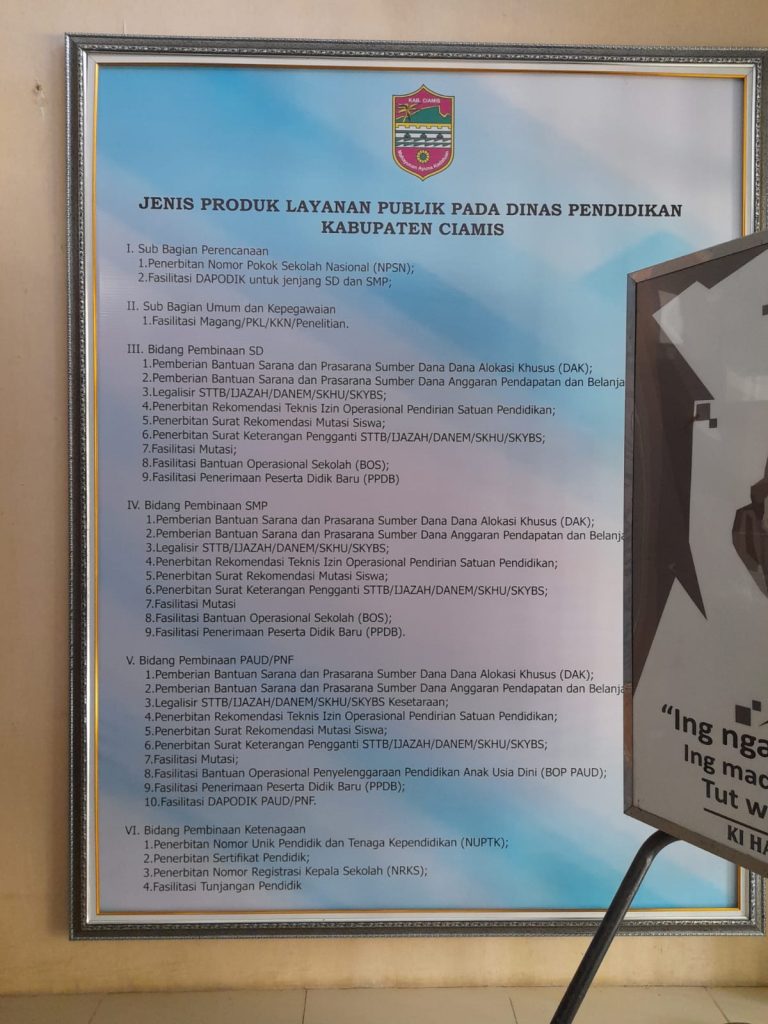 KAB. CIAMIS
Mahayunan Ayuna Kadatuan
JENIS PRODUK LAYANAN PUBLIK PADA DINAS PENDIDIKAN
KABUPATEN CIAMIS
I. Sub Bagian Perencanaan
1.Penerbitan Nomor Pokok Sekolah Nasional (NPSN);
2.Fasilitasi DAPODIK untuk jenjang SD dan SMP;
II. Sub Bagian Umum dan Kepegawaian
1.Fasilitasi Magang/PKL/KKN/Penelitian.
III. Bidang Pembinaan SD
1.Pemberian Bantuan Sarana dan Prasarana Sumber Dana Dana Alokasi Khusus (DAK);
2.Pemberian Bantuan Sarana dan Prasarana Sumber Dana Anggaran Pendapatan dan Belanja
3.Legalisir STTB/IJAZAH/DANEM/SKHU/SKYBS;
4.Penerbitan Rekomendasi Teknis Izin Operasional Pendirian Satuan Pendidikan;
5.Penerbitan Surat Rekomendasi Mutasi Siswa;
6.Penerbitan Surat Keterangan Pengganti STTB/IJAZAH/DANEM/SKHU/SKYBS;
7.Fasilitasi Mutasi;
8.Fasilitasi Bantuan Operasional Sekolah (BOS);
9.Fasilitasi Penerimaan Peserta Didik Baru (PPDB)
IV. Bidang Pembinaan SMP
1.Pemberian Bantuan Sarana dan Prasarana Sumber Dana Dana Alokasi Khusus (DAK);
2.Pemberian Bantuan Sarana dan Prasarana Sumber Dana Anggaran Pendapatan dan Belanja
3.Legalisir STTB/IJAZAH/DANEM/SKHU/SKYBS;
4.Penerbitan Rekomendasi Teknis Izin Operasional Pendirian Satuan Pendidikan;
5.Penerbitan Surat Rekomendasi Mutasi Siswa;
6.Penerbitan Surat Keterangan Pengganti STTB/IJAZAH/DANEM/SKHU/SKYBS;
7.Fasilitasi Mutasi
8.Fasilitasi Bantuan Operasional Sekolah (BOS);
9.Fasilitasi Penerimaan Peserta Didik Baru (PPDB).
V. Bidang Pembinaan PAUD/PNF
1.Pemberian Bantuan Sarana dan Prasarana Sumber Dana Dana Alokasi Khusus (DAK);
2.Pemberian Bantuan Sarana dan Prasarana Sumber Dana Anggaran Pendapatan dan Belanja
3.Legalisir STTB/IJAZAH/DANEM/SKHU/SKYBS Kesetaraan;
4.Penerbitan Rekomendasi Teknis Izin Operasional Pendirian Satuan Pendidikan;
5.Penerbitan Surat Rekomendasi Mutasi Siswa;
6.Penerbitan Surat Keterangan Pengganti STTB/IJAZAH/DANEM/SKHU/SKYBS;
7.Fasilitasi Mutasi;
8.Fasilitasi Bantuan Operasional Penyelenggaraan Pendidikan Anak Usia Dini (BOP PAUD);
9.Fasilitasi Penerimaan Peserta Didik Baru (PPDB);
10.Fasilitasi DAPODIK PAUD/PNF.
VI. Bidang Pembinaan Ketenagaan
1.Penerbitan Nomor Unik Pendidik dan Tenaga Kependidikan (NUPTK);
2.Penerbitan Sertifikat Pendidik;
3.Penerbitan Nomor Registrasi Kepala Sekolah (NRKS);
4.Fasilitasi Tunjangan Pendidik
"Ing nga
Ing mad
Tut w
KI HA